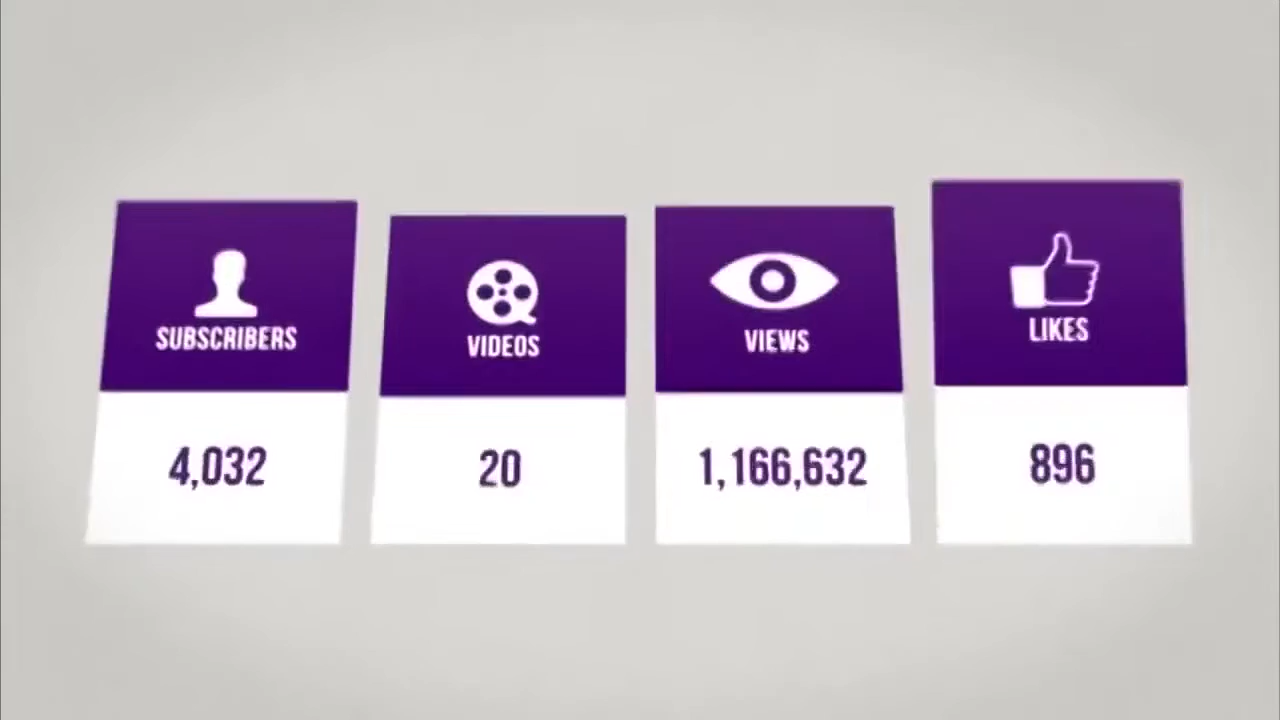 SUBSCRIBERS
4,032
VIDEOS
20
VIEWS
1,166,632
LIKES
896